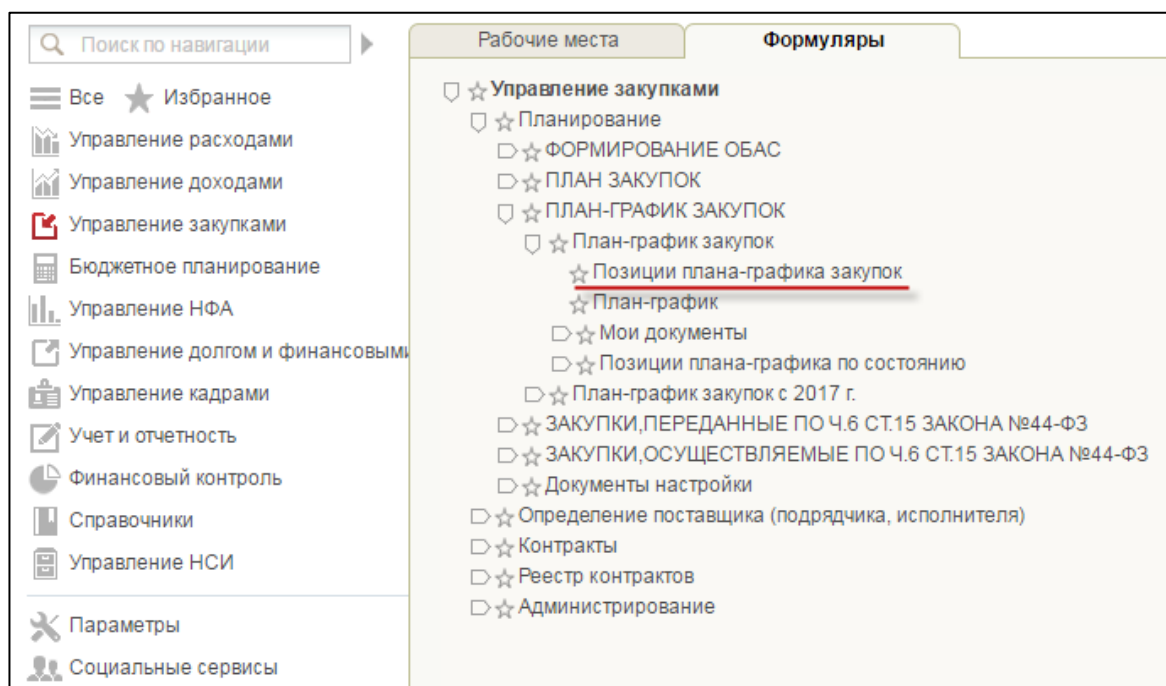 Поиск по навигации
Все Избранное
Управление расходами
Управление доходами
Управление закупками
Бюджетное планирование
Управление НФА
Управление долгом и финансовыми
Управление кадрами
Учет и отчетность
Финансовый контроль
Справочники
Управление НСИ
Параметры
Социальные сервисы
Рабочие места Формуляры
Управление закупками
Планирование
ФОРМИРОВАНИЕ ОБАС
ПЛАН ЗАКУПОК
ПЛАН-ГРАФИК ЗАКУПОК
План-график закупок
Позиции плана-графика закупок
План-график
Мои документы
Позиции плана-графика по состоянию
План-график закупок с 2017 г.
ЗАКУПКИ,ПЕРЕДАННЫЕ ПО Ч.6 СТ.15 ЗАКОНА №44-ФЗ
ЗАКУПКИ,ОСУЩЕСТВЛЯЕМЫЕ ПО Ч.6 СТ.15 ЗАКОНА №44-ФЗ
Документы настройки
Определение поставщика (подрядчика, исполнителя)
Контракты
Реестр контрактов
Администрирование